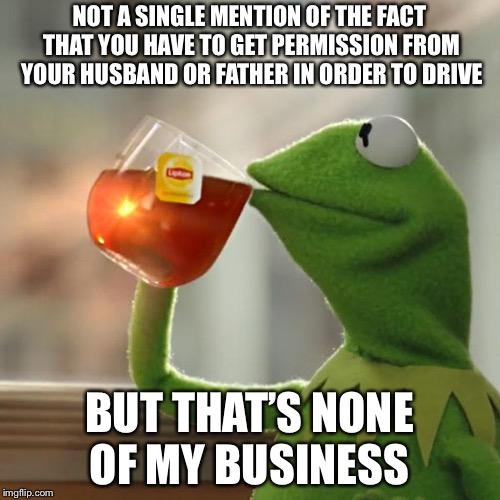 NOT A SINGLE MENTION OF THE FACT
THAT YOU HAVE TO GET PERMISSION FROM
YOUR HUSBAND OR FATHER IN ORDER TO DRIVE
Lipton
BUT THAT'S NONE
OF MY BUSINESS
imgflip.com